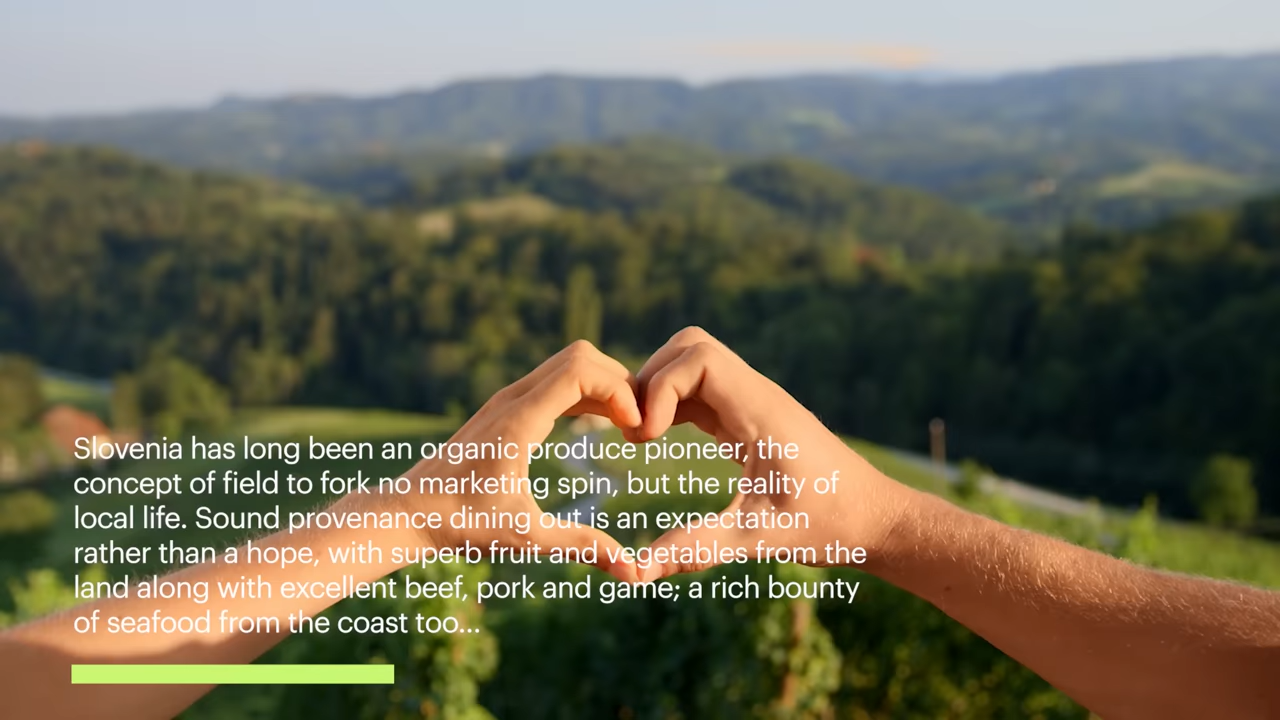 Slovenia has long been an organic produce pioneer, the
concept of field to fork no marketing spin, but the reality of
local life. Sound provenance dining out is an expectation
rather than a hope, with superb fruit and vegetables from the
land along with excellent beef, pork and game; a rich bounty
of seafood from the coast too...